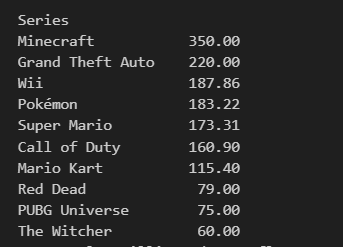 Series
Minecraft 350.00
Grand Theft Auto 220.00
Wii 187.86
Pokémon 183.22
Super Mario 173.31
Call of Duty 160.90
Mario Kart 115.40
Red Dead 79.00
PUBG Universe 75.00
The Witcher 60.00